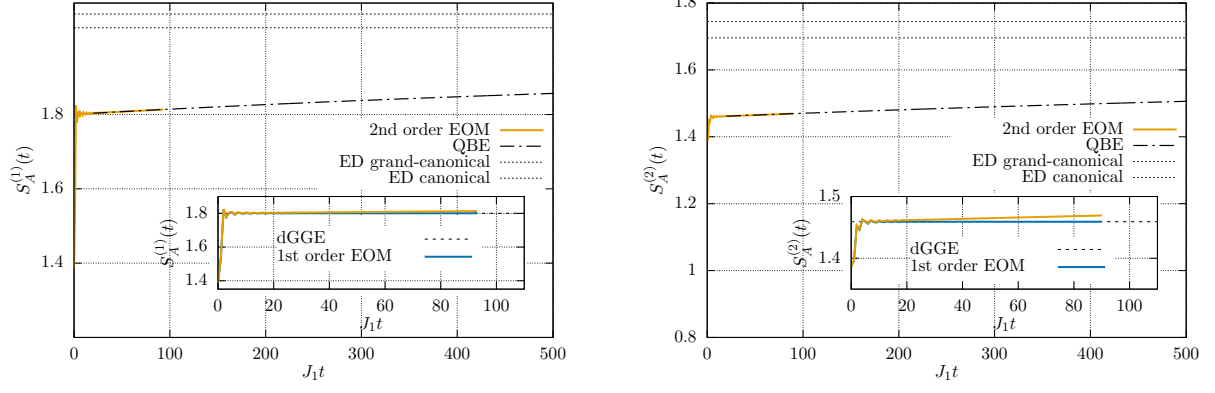 1.8
1.6
1.4
S_A^{(1)}(t)
2nd order EOM
QBE
ED grand-canonical
ED canonical
1.8
1.6
1.4
S_A^{(1)}(t)
dGGE
1st order EOM
0 20 40 60 80 100
J_1t
0 100 200 300 400 500
J_1t
1.8
1.6
1.4
1.2
1
0.8
S_A^{(2)}(t)
2nd order EOM
QBE
ED grand-canonical
ED canonical
1.5
1.4
S_A^{(2)}(t)
dGGE
1st order EOM
0 20 40 60 80 100
J_1t
0 100 200 300 400 500
J_1t